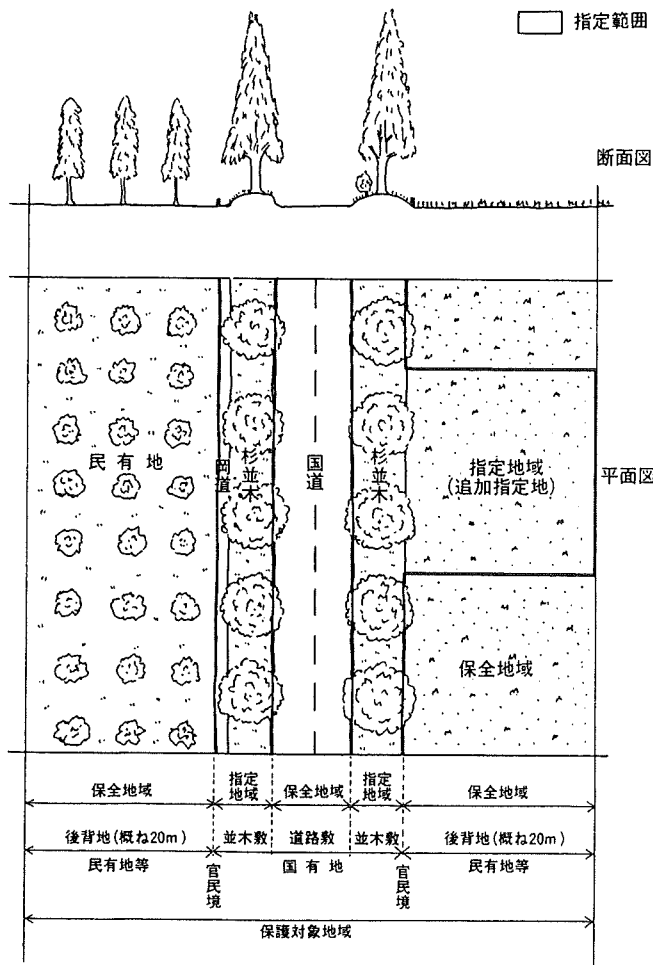 指定範囲
断面図
民有地
岡道
杉並木
国道
杉並木
指定地域
(追加指定地)
平面図
保全地域
保全地域
指定
地域
保全地域
指定
地域
保全地域
後背地(概ね20m)
並木敷
道路敷
並木敷
後背地(概ね20m)
民有地等
官民境
国有地
官民境
民有地等
保護対象地域